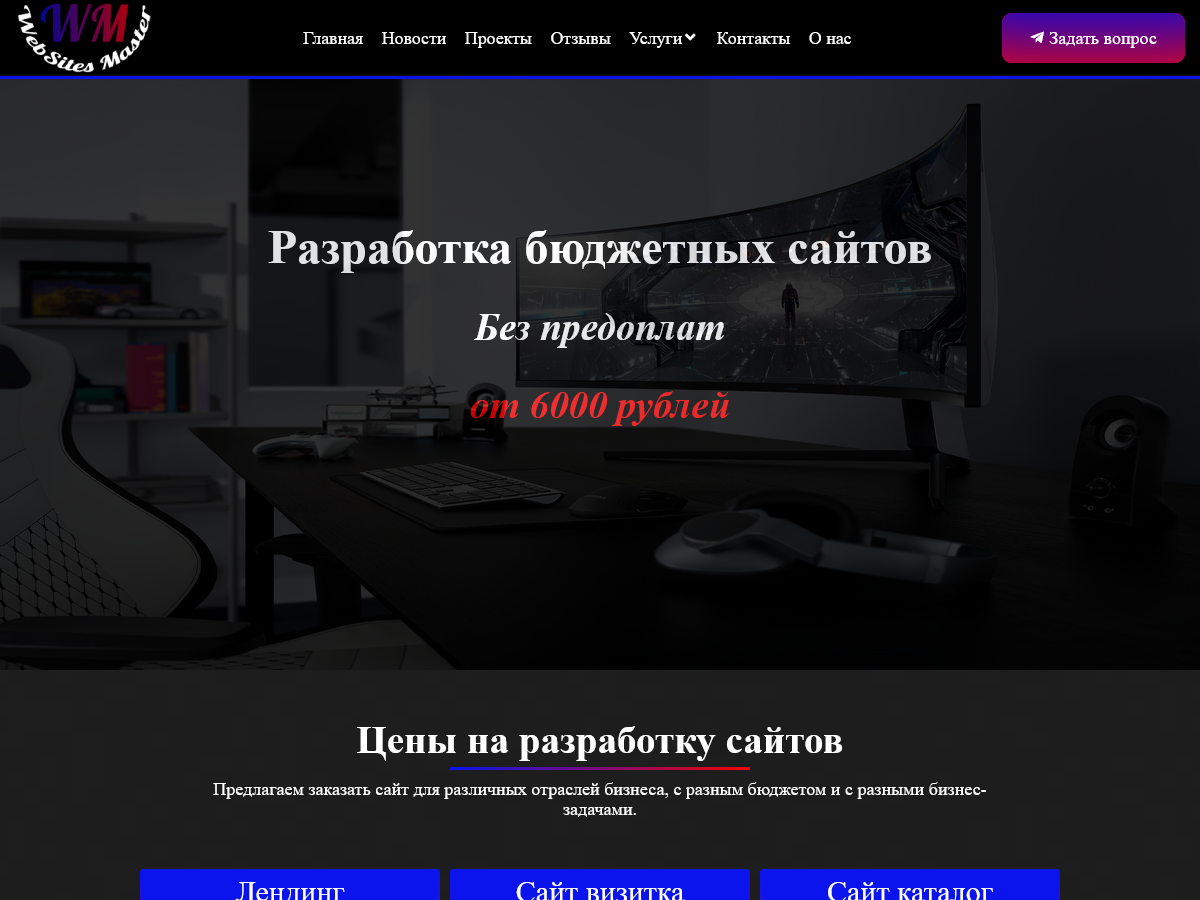 WM
WebSites Master
Главная Новости Проекты Отзывы Услуги Контакты О нас
Задать вопрос
Разработка бюджетных сайтов
Без предоплат
от 6000 рублей
Цены на разработку сайтов
Предлагаем заказать сайт для различных отраслей бизнеса, с разным бюджетом и с разными бизнес-
задачами.
Лендинг Сайт визитка Сайт каталог